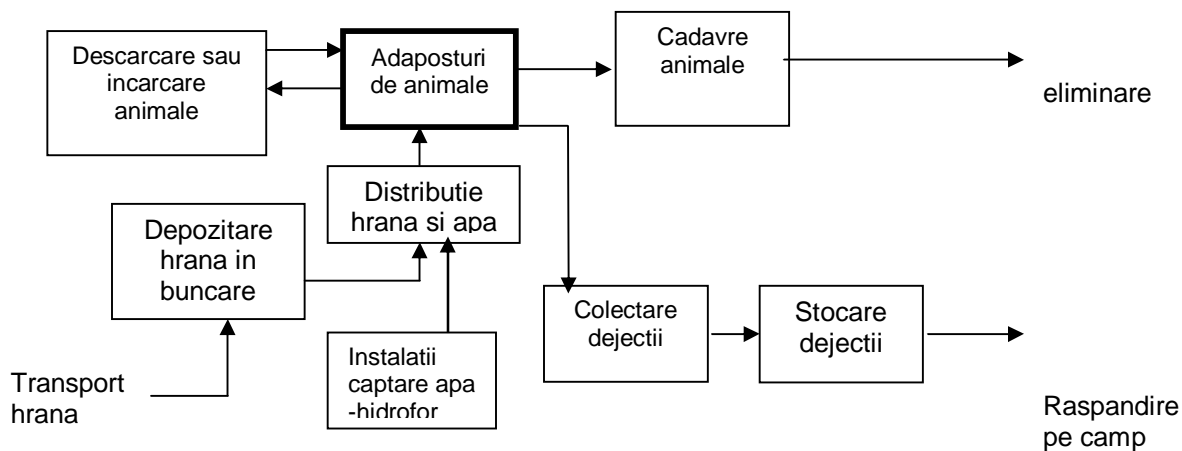 Descarcare sau
incarcare
animale
Adaposturi
de animale
Cadavre
animale
eliminare
Distributie
hrana si apa
Depozitare
hrana in
buncare
Colectare
dejectii
Stocare
dejectii
Instalatii
captare apa
-hidrofor
Transport
hrana
Raspandire
pe camp